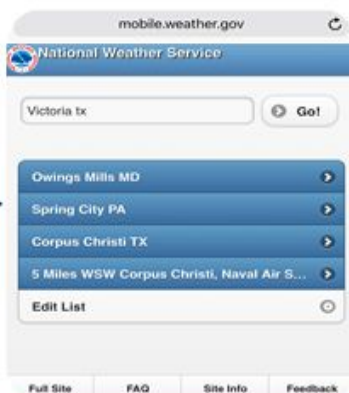 mobile.weather.gov
National Weather Service
Victoria tx
Go!
Owings Mills MD
Spring City PA
Corpus Christi TX
5 Miles WSW Corpus Christi, Naval Air S...
Edit List
Full Site FAQ Site Info Feedback